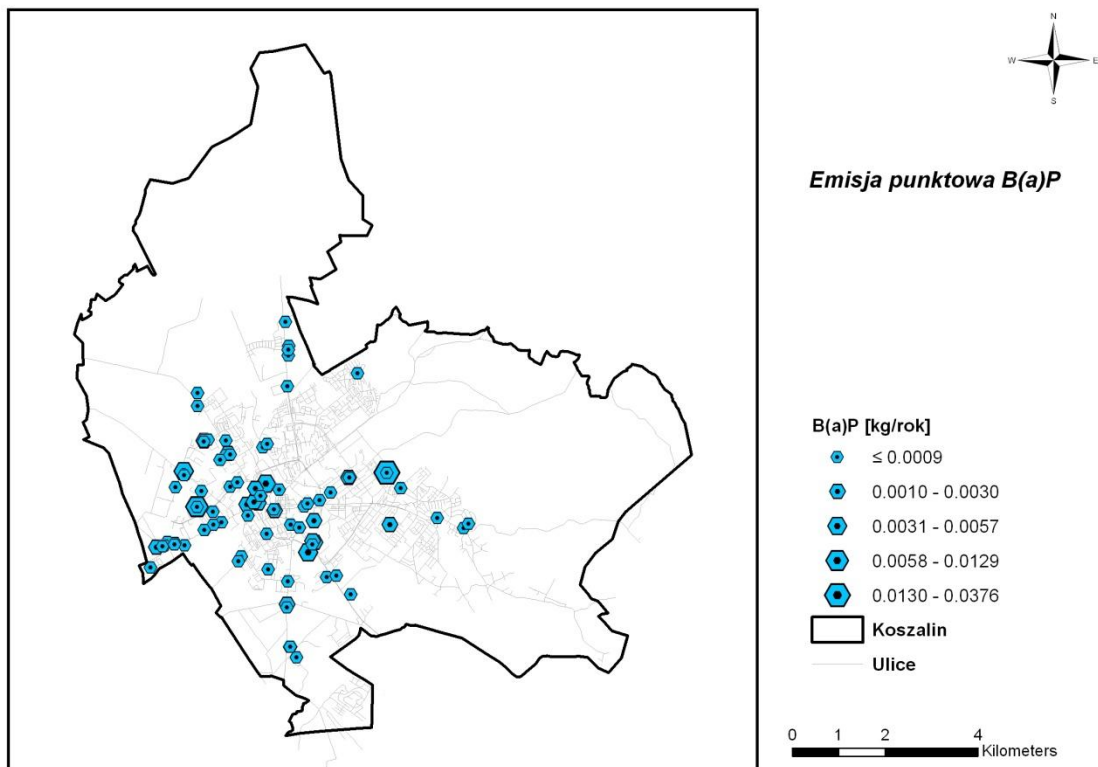 N
W E
S
Emisja punktowa B(a)P
B(a)P [kg/rok]
≤ 0.0009
0.0010 - 0.0030
0.0031 - 0.0057
0.0058 - 0.0129
0.0130 - 0.0376
Koszalin
Ulice
0 1 2 4
Kilometers